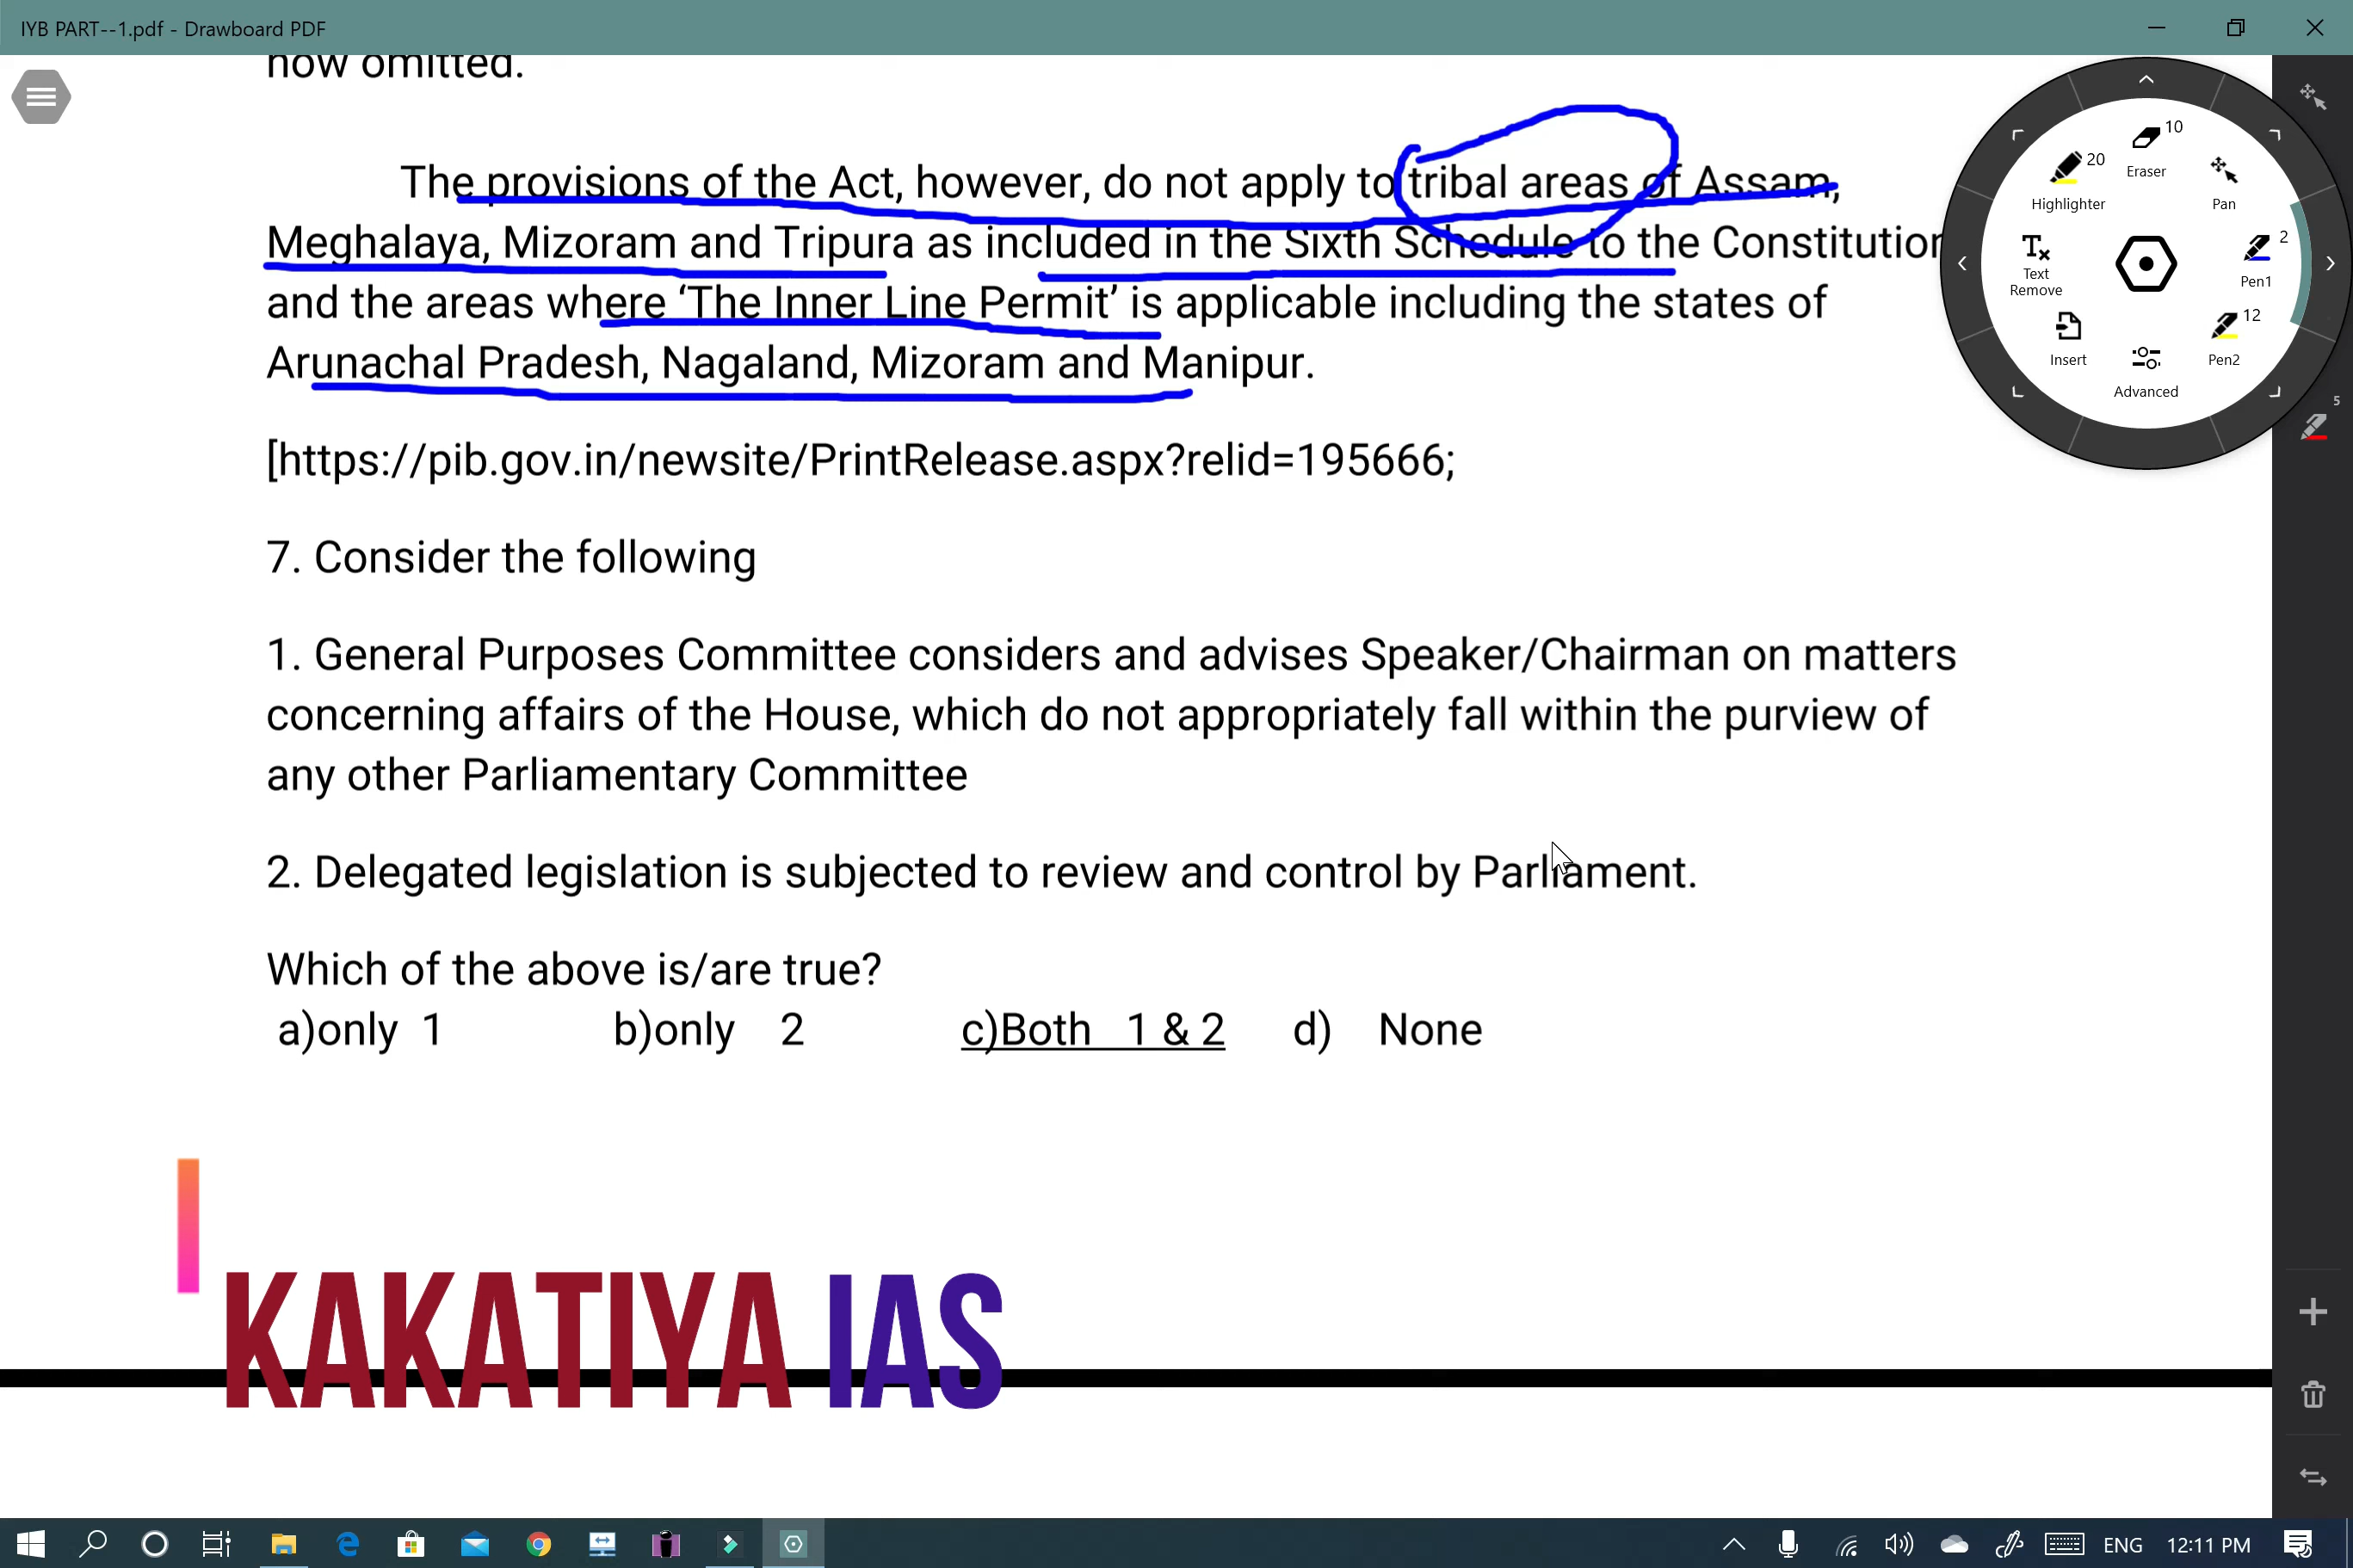 IYB PART--1.pdf - Drawboard PDF
now omitted.
The provisions of the Act, however, do not apply to tribal areas of Assam,
Meghalaya, Mizoram and Tripura as included in the Sixth Schedule to the Constitution
and the areas where ‘The Inner Line Permit’ is applicable including the states of
Arunachal Pradesh, Nagaland, Mizoram and Manipur.
[https://pib.gov.in/newsite/PrintRelease.aspx?relid=195666;
7. Consider the following
1. General Purposes Committee considers and advises Speaker/Chairman on matters
concerning affairs of the House, which do not appropriately fall within the purview of
any other Parliamentary Committee
2. Delegated legislation is subjected to review and control by Parliament.
Which of the above is/are true?
a)only 1 b)only 2 c)Both 1 & 2 d) None
KAKATIYA IAS
10
Eraser
20
Highlighter
Pan
Text
Remove
2
Pen1
Insert
12
Pen2
Advanced
5
ENG 12:11 PM